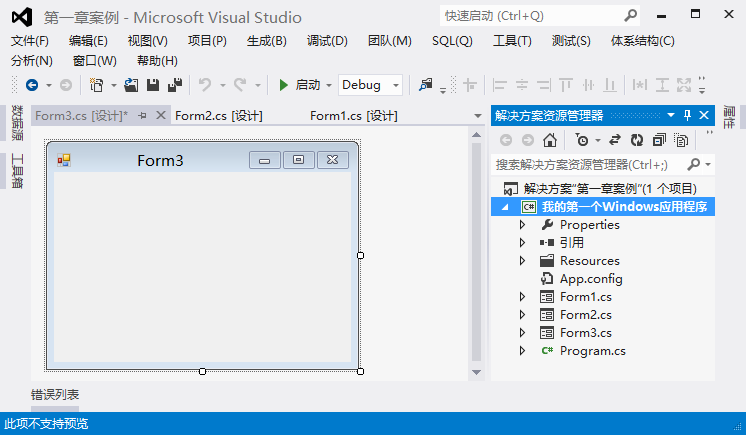 第一章案例 - Microsoft Visual Studio
快速启动 (Ctrl+Q)
文件(F) 编辑(E) 视图(V) 项目(P) 生成(B) 调试(D) 团队(M) SQL(Q) 工具(T) 测试(S) 体系结构(C)
分析(N) 窗口(W) 帮助(H)
启动 Debug
数据源
工具箱
Form3.cs [设计]* Form2.cs [设计] Form1.cs [设计]
Form3
解决方案资源管理器
搜索解决方案资源管理器(Ctrl+;)
解决方案"第一章案例"(1 个项目)
C# 我的第一个Windows应用程序
Properties
引用
Resources
App.config
Form1.cs
Form2.cs
Form3.cs
C# Program.cs
属性
错误列表
此项不支持预览